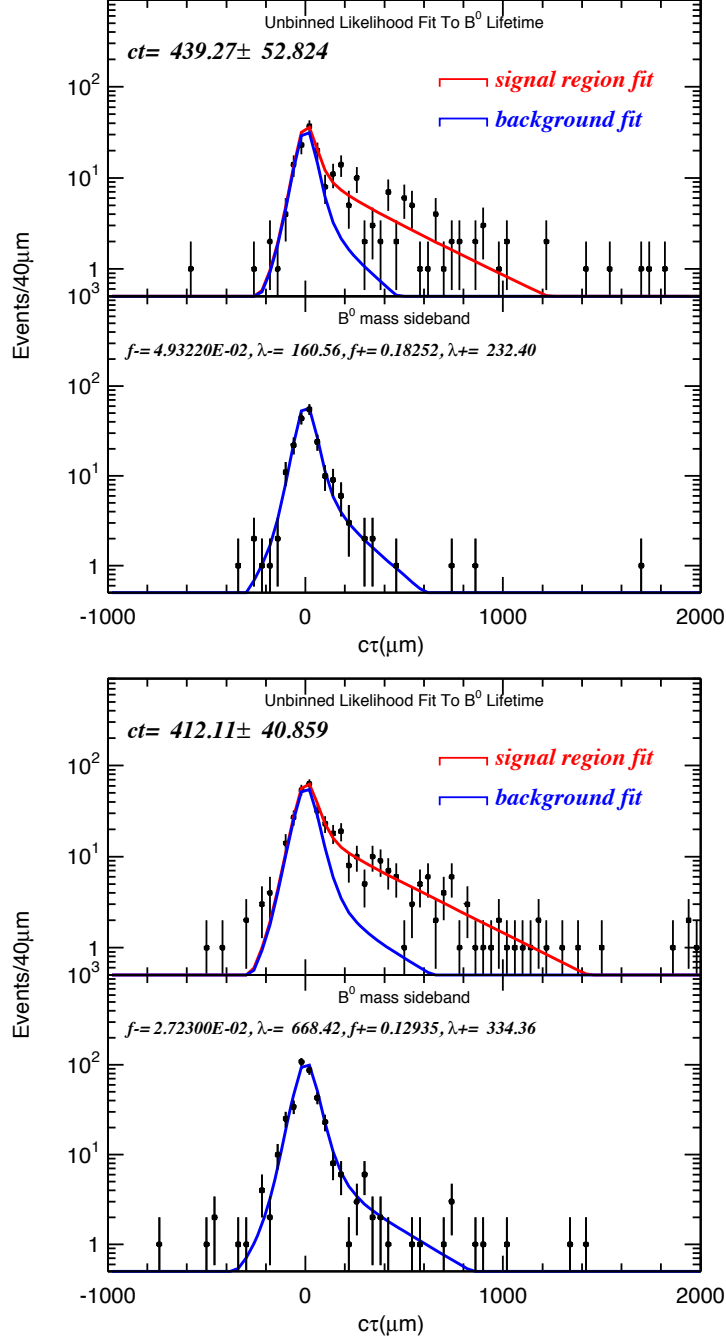 Unbinned Likelihood Fit To B⁰ Lifetime
ct= 439.27± 52.824
signal region fit
background fit
10²
10
1
10³
B⁰ mass sideband
f-= 4.93220E-02, λ-= 160.56, f+= 0.18252, λ+= 232.40
10²
10
1
Events/40μm
-1000 0 1000 2000
cτ(μm)
Unbinned Likelihood Fit To B⁰ Lifetime
ct= 412.11± 40.859
signal region fit
background fit
10²
10
1
10³
B⁰ mass sideband
f-= 2.72300E-02, λ-= 668.42, f+= 0.12935, λ+= 334.36
10²
10
1
Events/40μm
-1000 0 1000 2000
cτ(μm)